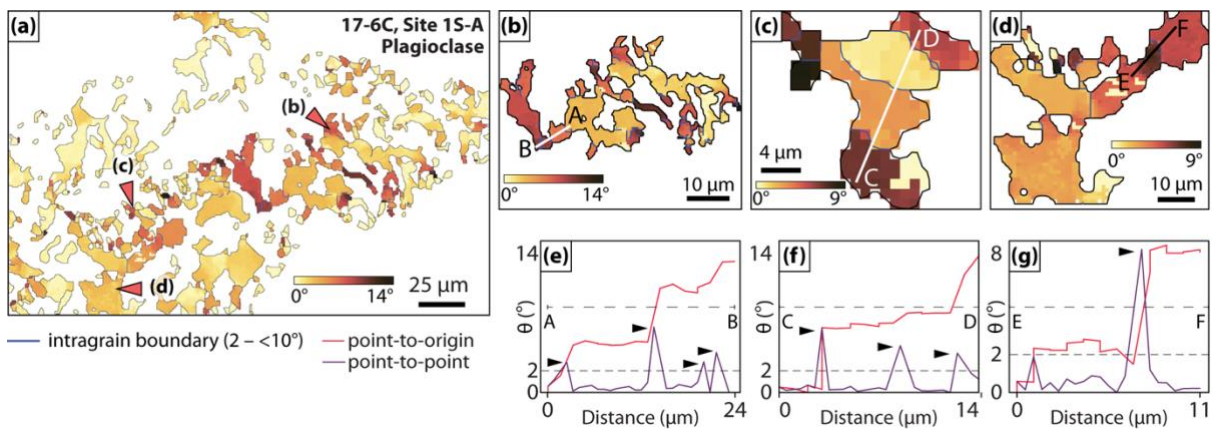 (a)
17-6C, Site 1S-A
Plagioclase
(b)
(c)
(d)
0° 14° 25 μm
(b)
A
B
0° 14°
10 μm
(c)
D
C
4 μm
0° 9°
(d)
F
E
0° 9°
10 μm
intragrain boundary (2 – <10°)
point-to-origin
point-to-point
(e)
14
θ (°)
A B
2
0
0 24
Distance (μm)
(f)
14
θ (°)
C D
2
0
0 14
Distance (μm)
(g)
8
θ (°)
E F
2
0
0 11
Distance (μm)